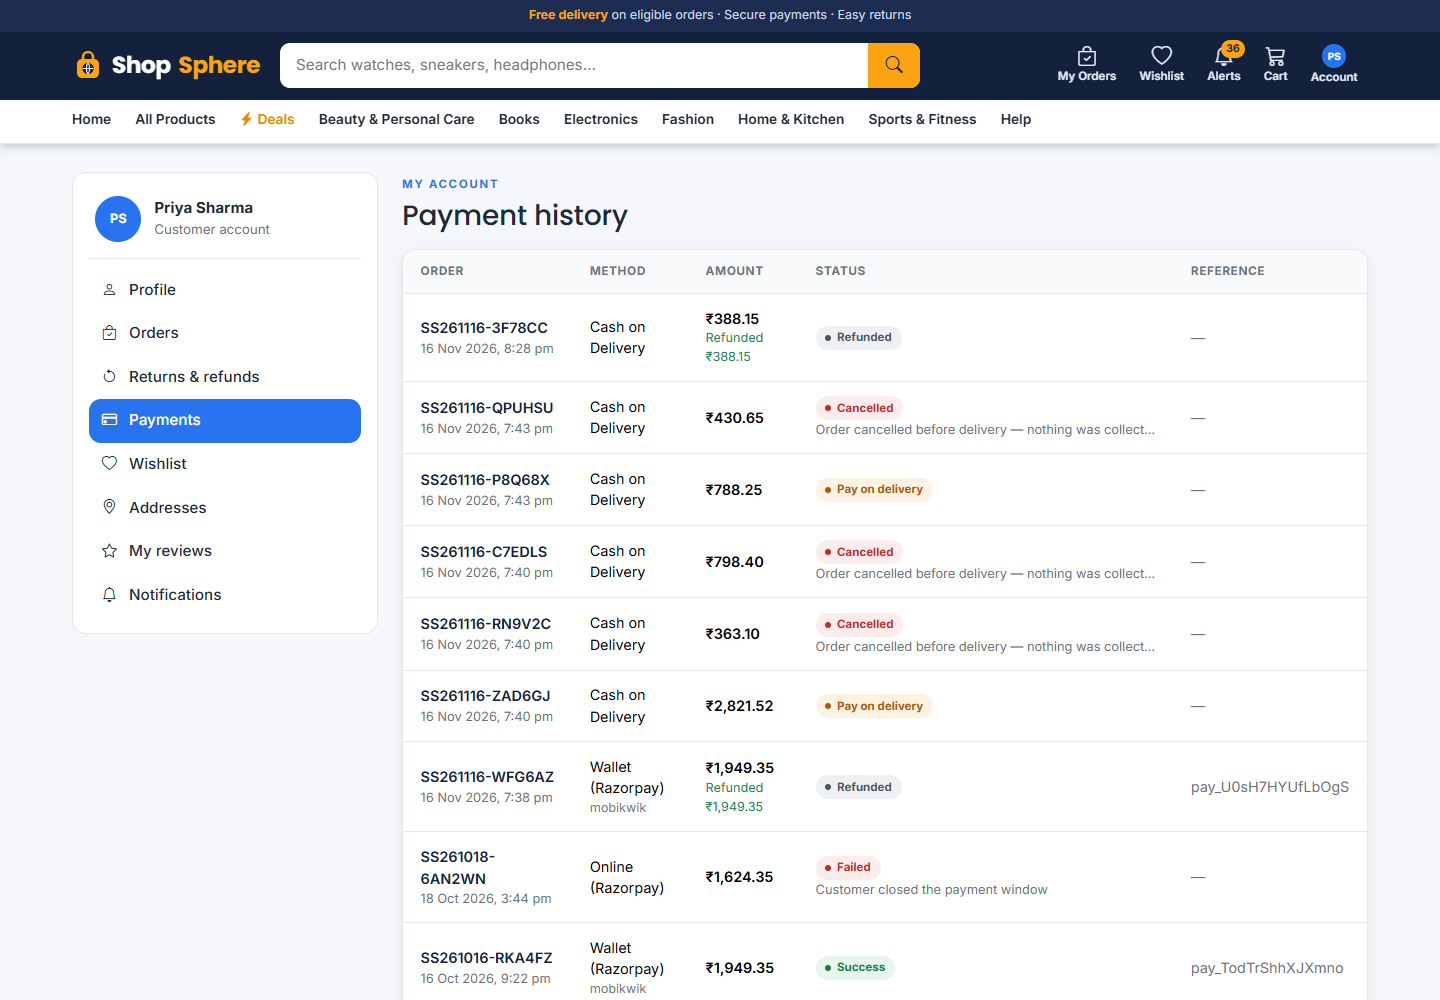 Free delivery on eligible orders · Secure payments · Easy returns
Shop Sphere
Search watches, sneakers, headphones...
My Orders
Wishlist
36
Alerts
Cart
PS
Account
Home
All Products
Deals
Beauty & Personal Care
Books
Electronics
Fashion
Home & Kitchen
Sports & Fitness
Help
PS
Priya Sharma
Customer account
Profile
Orders
Returns & refunds
Payments
Wishlist
Addresses
My reviews
Notifications
MY ACCOUNT
Payment history
ORDER METHOD AMOUNT STATUS REFERENCE
SS261116-3F78CC
16 Nov 2026, 8:28 pm
Cash on
Delivery
₹388.15
Refunded
₹388.15
Refunded
—
SS261116-QPUHSU
16 Nov 2026, 7:43 pm
Cash on
Delivery
₹430.65
Cancelled
Order cancelled before delivery — nothing was collect...
—
SS261116-P8Q68X
16 Nov 2026, 7:43 pm
Cash on
Delivery
₹788.25
Pay on delivery
—
SS261116-C7EDLS
16 Nov 2026, 7:40 pm
Cash on
Delivery
₹798.40
Cancelled
Order cancelled before delivery — nothing was collect...
—
SS261116-RN9V2C
16 Nov 2026, 7:40 pm
Cash on
Delivery
₹363.10
Cancelled
Order cancelled before delivery — nothing was collect...
—
SS261116-ZAD6GJ
16 Nov 2026, 7:40 pm
Cash on
Delivery
₹2,821.52
Pay on delivery
—
SS261116-WFG6AZ
16 Nov 2026, 7:38 pm
Wallet
(Razorpay)
mobikwik
₹1,949.35
Refunded
₹1,949.35
Refunded
pay_U0sH7HYUfLbOgS
SS261018-
6AN2WN
18 Oct 2026, 3:44 pm
Online
(Razorpay)
₹1,624.35
Failed
Customer closed the payment window
—
SS261016-RKA4FZ
16 Oct 2026, 9:22 pm
Wallet
(Razorpay)
mobikwik
₹1,949.35
Success
pay_TodTrShhXJXmno